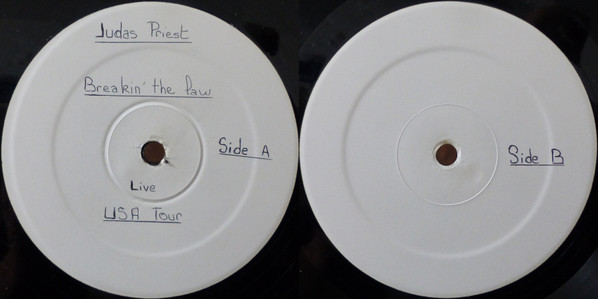 Judas Priest
Breakin' the law
Side A
Live
USA Tour
Side B